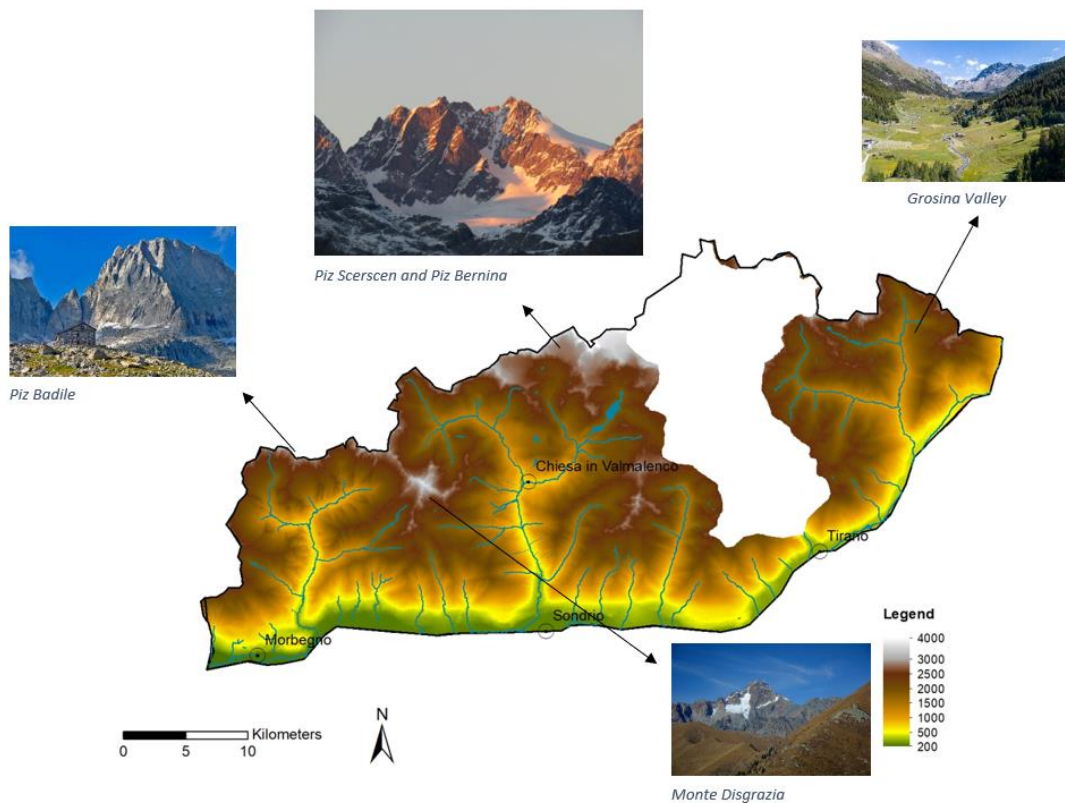 Grosina Valley
Piz Scerscen and Piz Bernina
Piz Badile
Chiesa in Valmalenco
Tirano
Sondrio
Morbegno
Legend
4000
3000
2500
2000
1500
1000
500
200
N
Kilometers
0 5 10
Monte Disgrazia